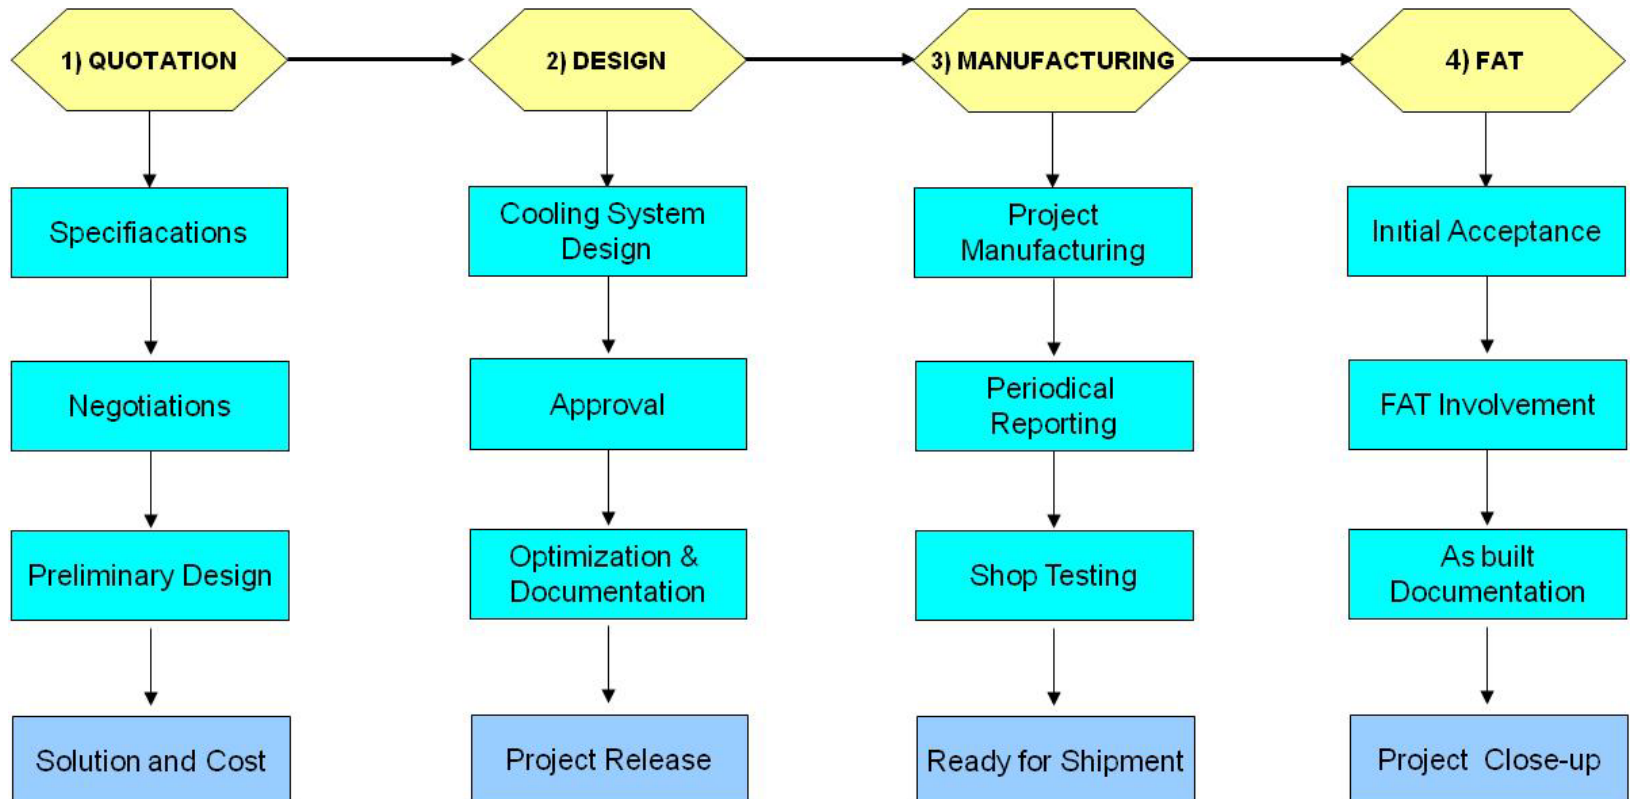 1) QUOTATION
2) DESIGN
3) MANUFACTURING
4) FAT
Specifiacations
Cooling System
Design
Project
Manufacturing
Initial Acceptance
Negotiations
Approval
Periodical
Reporting
FAT Involvement
Preliminary Design
Optimization &
Documentation
Shop Testing
As built
Documentation
Solution and Cost
Project Release
Ready for Shipment
Project Close-up